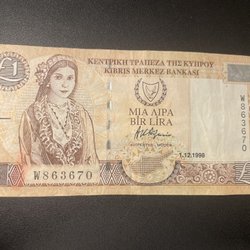 £1
ΚΕΝΤΡΙΚΗ ΤΡΑΠΕΖΑ ΤΗΣ ΚΥΠΡΟΥ
KIBRIS MERKEZ BANKASI
W863670
ΜΙΑ ΛΙΡΑ
BİR LİRA
1.12.1998
W863670